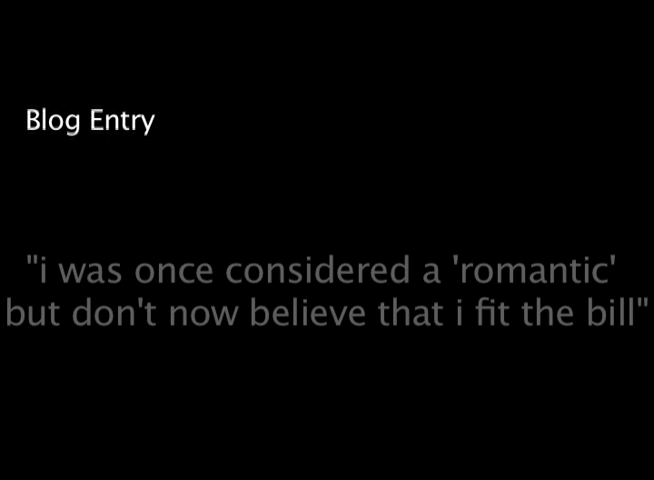 Blog Entry
"i was once considered a 'romantic'
but don't now believe that i fit the bill"